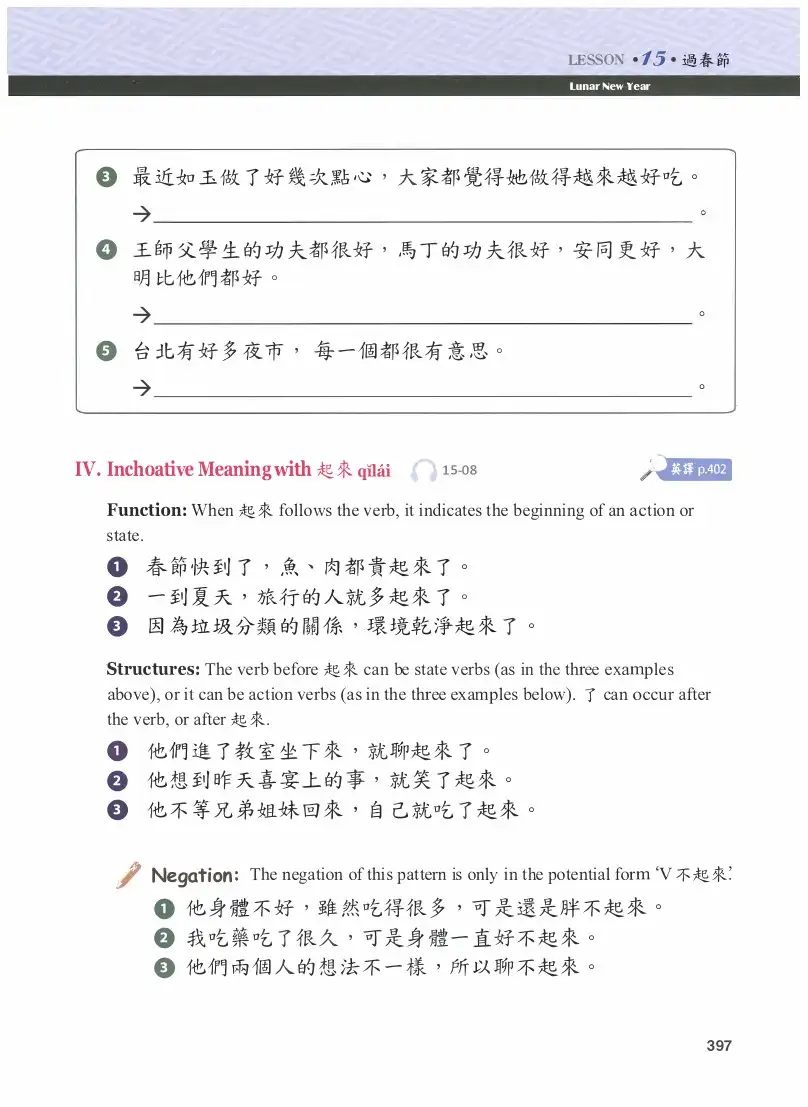 LESSON •15• 過春節
Lunar New Year
3 最近如玉做了好幾次點心，大家都覺得她做得越來越好吃。
→______________________________。
4 王師父學生的功夫都很好，馬丁的功夫很好，安同更好，大
明比他們都好。
→______________________________。
5 台北有好多夜市， 每一個都很有意思。
→______________________________。
IV. Inchoative Meaning with 起來 qǐlái 15-08 英譯 p.402
Function: When 起來 follows the verb, it indicates the beginning of an action or
state.
1 春節快到了，魚、肉都貴起來了。
2 一到夏天，旅行的人就多起來了。
3 因為垃圾分類的關係，環境乾淨起來了。
Structures: The verb before 起來 can be state verbs (as in the three examples
above), or it can be action verbs (as in the three examples below). 了 can occur after
the verb, or after 起來.
1 他們進了教室坐下來，就聊起來了。
2 他想到昨天喜宴上的事，就笑了起來。
3 他不等兄弟姐妹回來，自己就吃了起來。
Negation: The negation of this pattern is only in the potential form ‘V 不起來’.
1 他身體不好，雖然吃得很多，可是還是胖不起來。
2 我吃藥吃了很久，可是身體一直好不起來。
3 他們兩個人的想法不一樣，所以聊不起來。
397